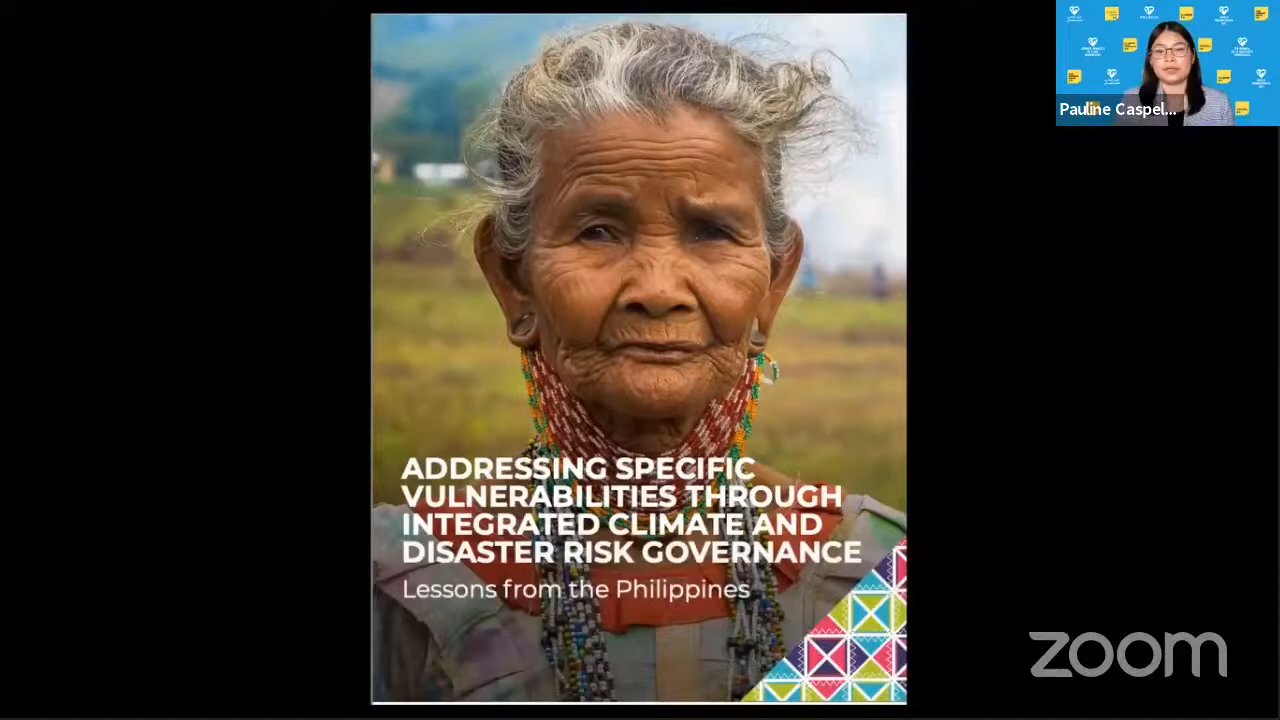 Pauline Caspel...
ADDRESSING SPECIFIC
VULNERABILITIES THROUGH
INTEGRATED CLIMATE AND
DISASTER RISK GOVERNANCE
Lessons from the Philippines
zoom